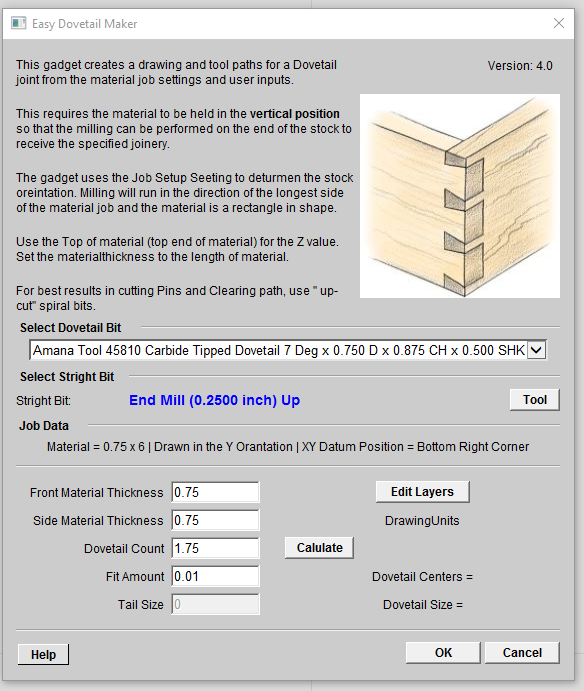 Easy Dovetail Maker
This gadget creates a drawing and tool paths for a Dovetail
joint from the material job settings and user inputs.
Version: 4.0
This requires the material to be held in the vertical position
so that the milling can be performed on the end of the stock to
receive the specified joinery.
The gadget uses the Job Setup Seeting to deturmen the stock
oreintation. Milling will run in the direction of the longest side
of the material job and the material is a rectangle in shape.
Use the Top of material (top end of material) for the Z value.
Set the materialthickness to the length of material.
For best results in cutting Pins and Clearing path, use " up-
cut" spiral bits.
Select Dovetail Bit
Amana Tool 45810 Carbide Tipped Dovetail 7 Deg x 0.750 D x 0.875 CH x 0.500 SHK
Select Stright Bit
Stright Bit: End Mill (0.2500 inch) Up Tool
Job Data
Material = 0.75 x 6 | Drawn in the Y Orantation | XY Datum Position = Bottom Right Corner
Front Material Thickness 0.75 Edit Layers
Side Material Thickness 0.75 DrawingUnits
Dovetail Count 1.75 Calulate
Fit Amount 0.01 Dovetail Centers =
Tail Size 0 Dovetail Size =
Help OK Cancel